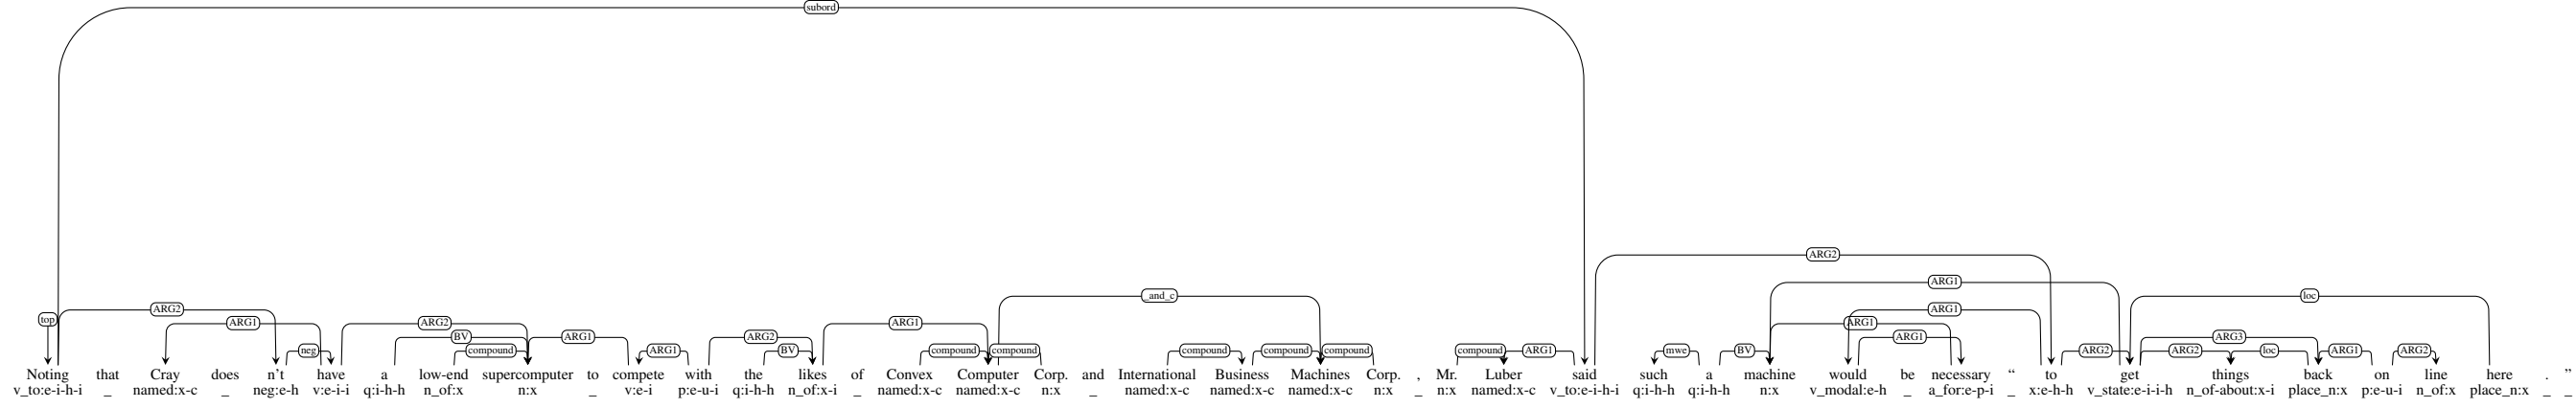 subord
ARG2
ARG1
_and_c
loc
top
ARG2
ARG1
ARG1
ARG2
ARG1
ARG1
BV
ARG1
ARG2
ARG1
ARG3
neg
compound
ARG1
BV
compound
compound
compound
compound
compound
compound
ARG1
mwe
BV
ARG2
ARG2
loc
ARG1
ARG2
Noting that Cray does n't have a low-end supercomputer to compete with the likes of Convex Computer Corp. and International Business Machines Corp. , Mr. Luber said such a machine would be necessary “ to get things back on line here . ”
v_to:e-i-h-i _ named:x-c _ neg:e-h v:e-i-i q:i-h-h n_of:x n:x _ v:e-i p:e-u-i q:i-h-h n_of:x-i _ named:x-c named:x-c n:x _ named:x-c named:x-c named:x-c n:x _ n:x named:x-c v_to:e-i-h-i q:i-h-h q:i-h-h n:x v_modal:e-h _ a_for:e-p-i _ x:e-h-h v_state:e-i-i-h n_of-about:x-i place_n:x p:e-u-i n_of:x place_n:x _ _